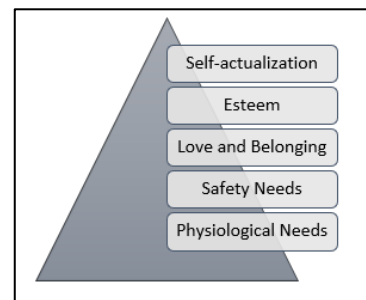 Self-actualization
Esteem
Love and Belonging
Safety Needs
Physiological Needs